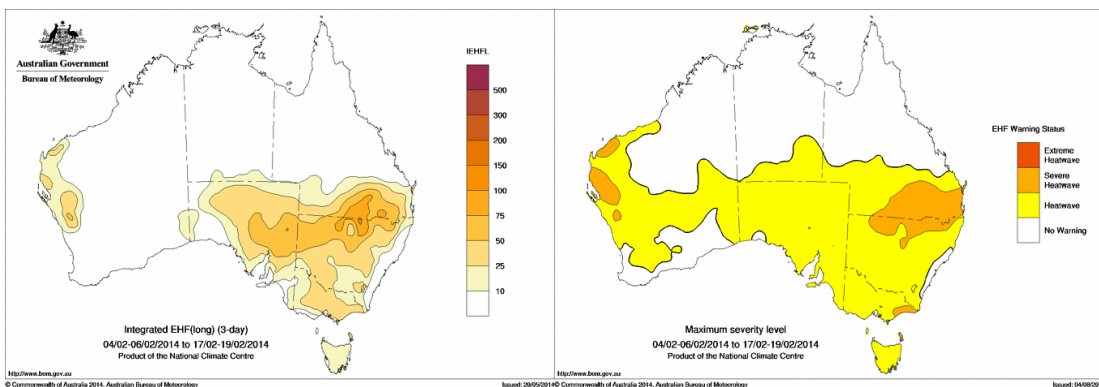 Australian Government
Bureau of Meteorology
IEHFL
500
300
200
150
100
75
50
25
10
Integrated EHF(long) (3-day)
04/02-06/02/2014 to 17/02-19/02/2014
Product of the National Climate Centre
http://www.bom.gov.au
© Commonwealth of Australia 2014, Australian Bureau of Meteorology
Issued: 20/05/2014
EHF Warning Status
Extreme
Heatwave
Severe
Heatwave
Heatwave
No Warning
Maximum severity level
04/02-06/02/2014 to 17/02-19/02/2014
Product of the National Climate Centre
http://www.bom.gov.au
© Commonwealth of Australia 2014, Australian Bureau of Meteorology
Issued: 04/08/20